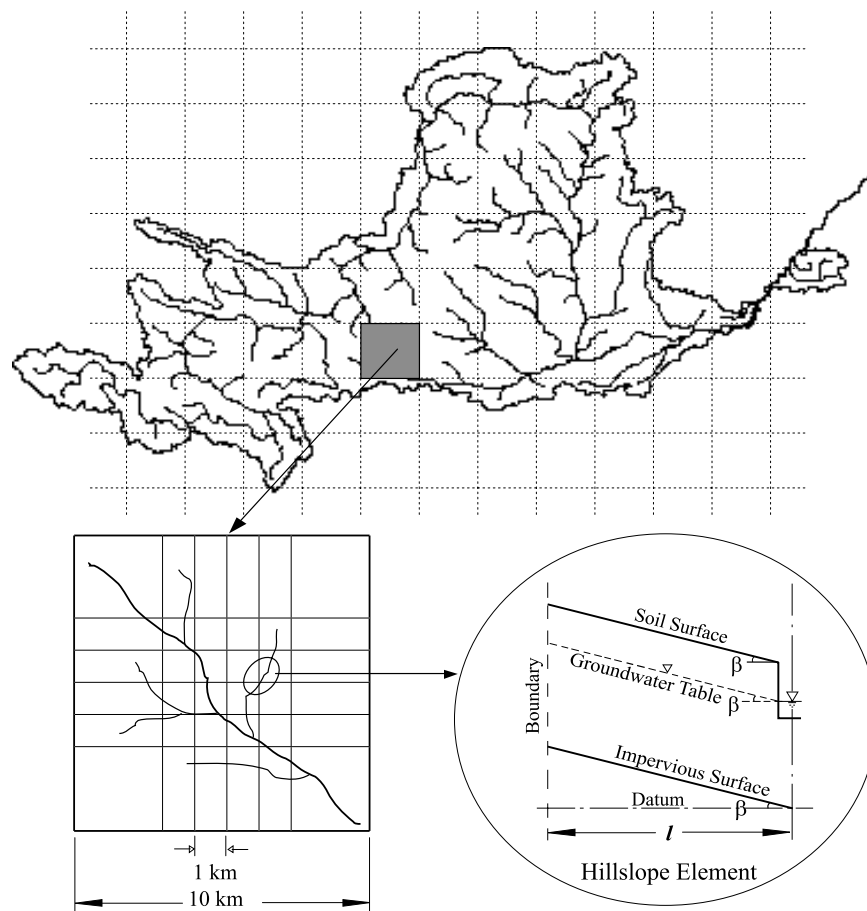 Soil Surface
β
Groundwater Table
β
Boundary
Impervious Surface
Datum
β
l
Hillslope Element
1 km
10 km